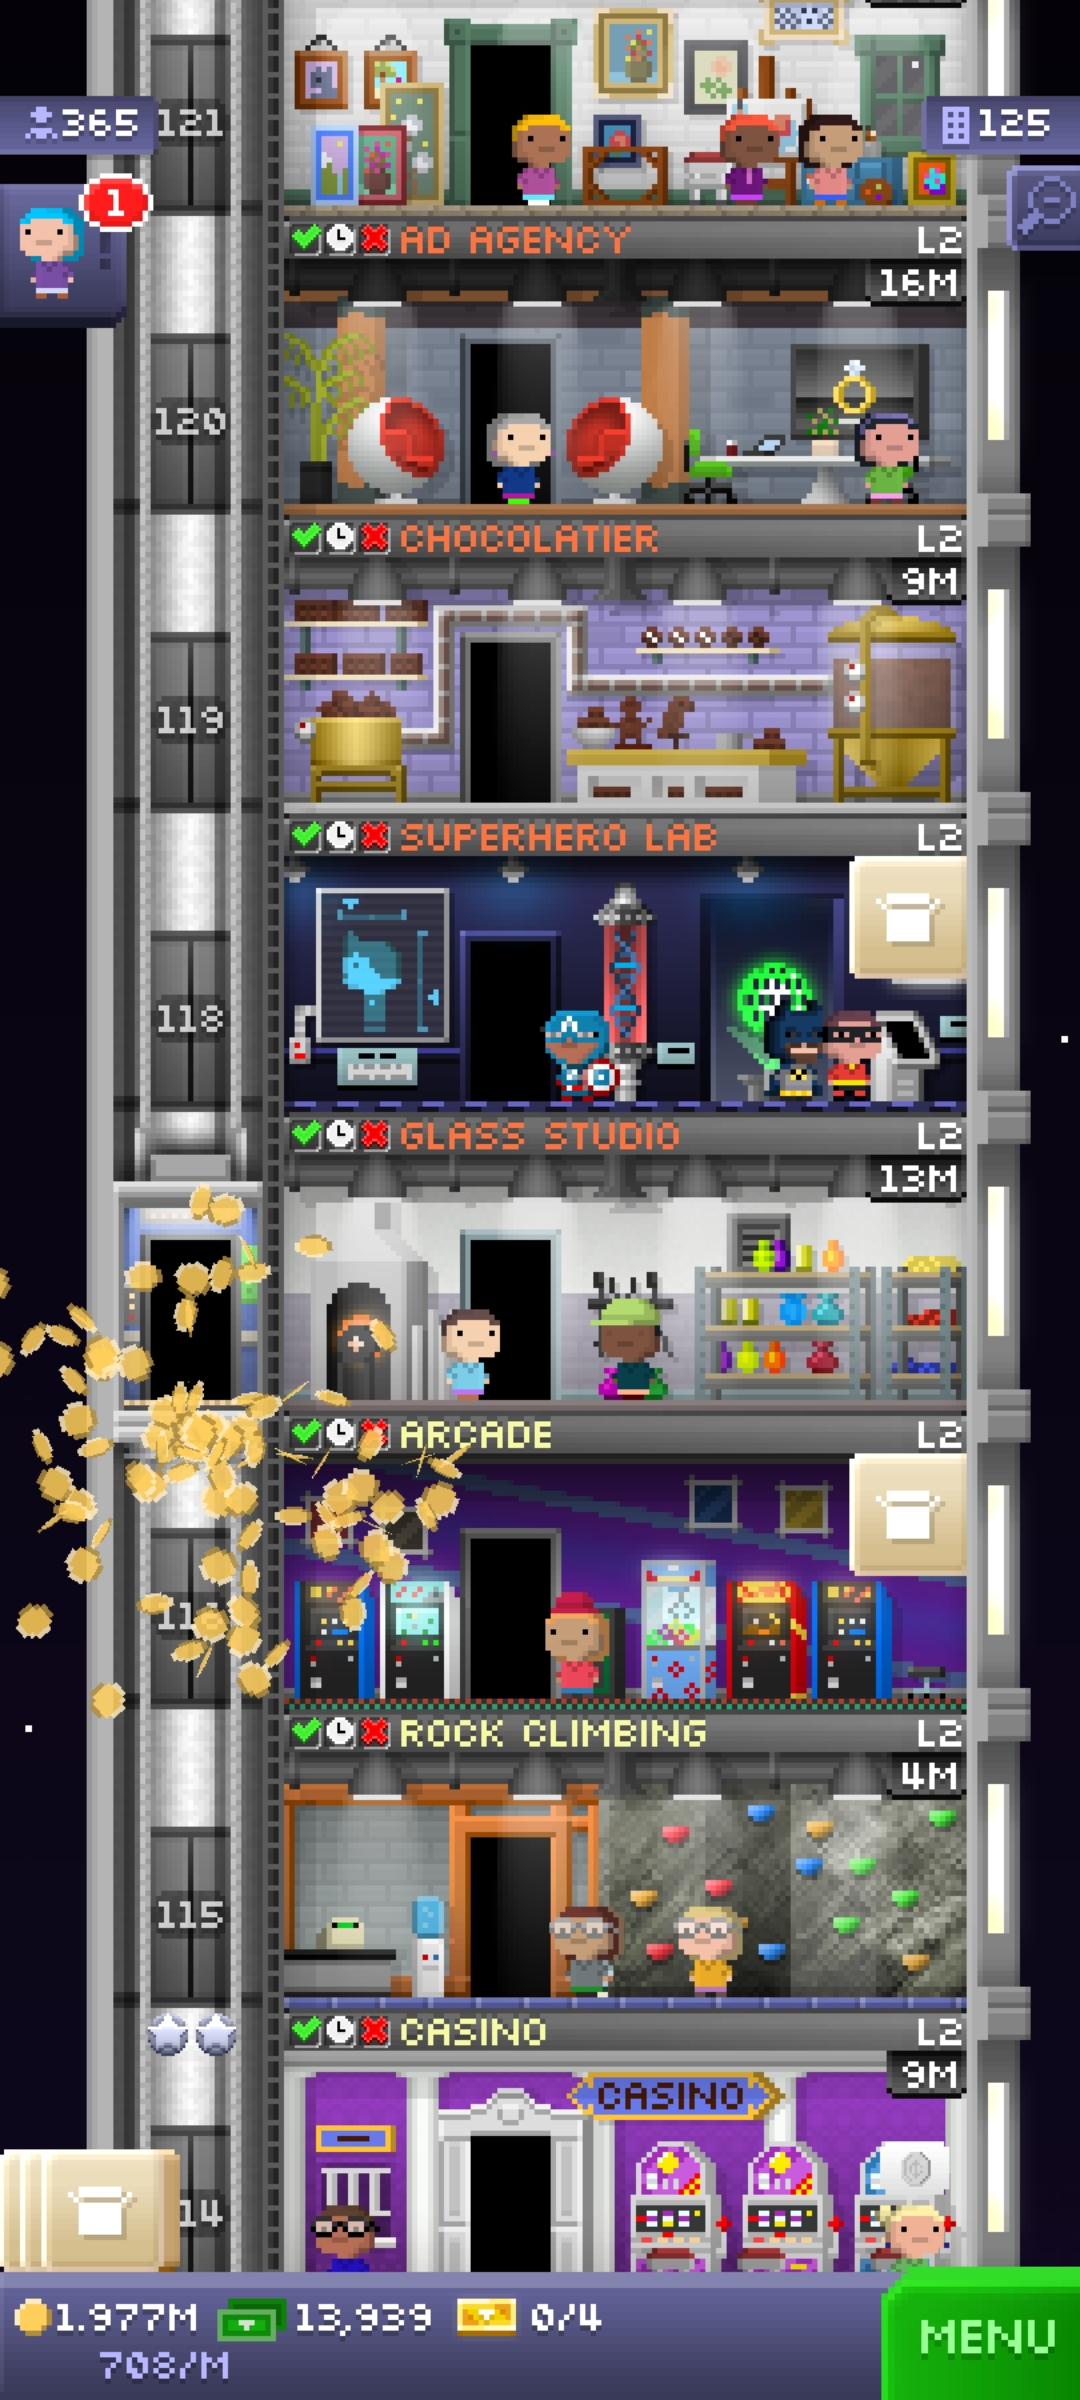 365
121
125
1
AD AGENCY L2
16M
120
CHOCOLATIER L2
9M
119
SUPERHERO LAB L2
118
GLASS STUDIO L2
13M
ARCADE L2
ROCK CLIMBING L2
4M
115
CASINO L2
9M
CASINO
14
1.977M 13,939 0/4
708/M
MENU